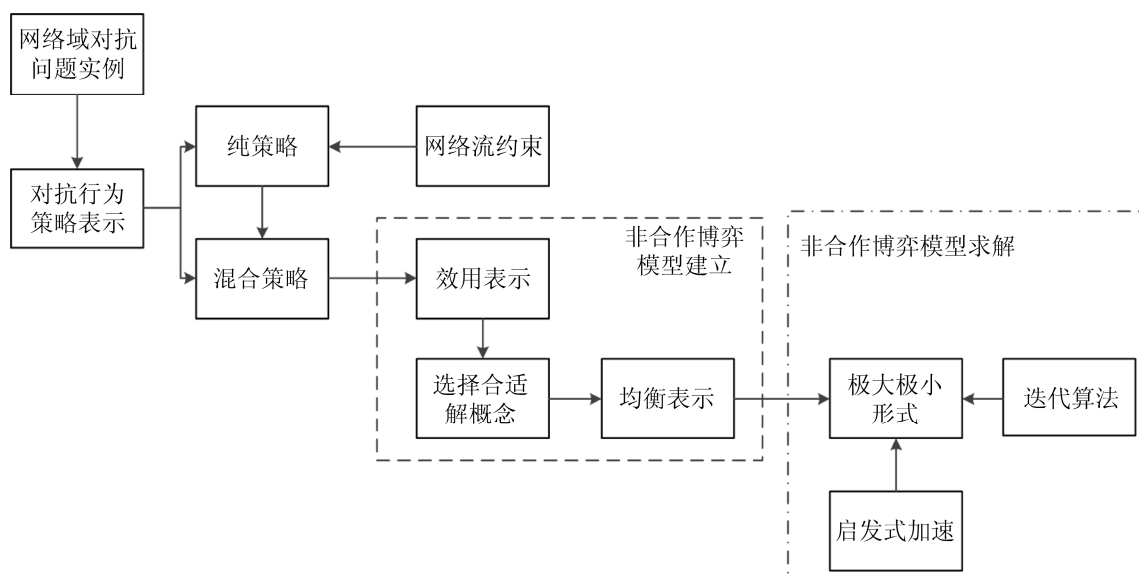 网络域对抗
问题实例
纯策略
网络流约束
对抗行为
策略表示
混合策略
非合作博弈
模型建立
效用表示
选择合适
解概念
均衡表示
非合作博弈模型求解
极大极小
形式
迭代算法
启发式加速